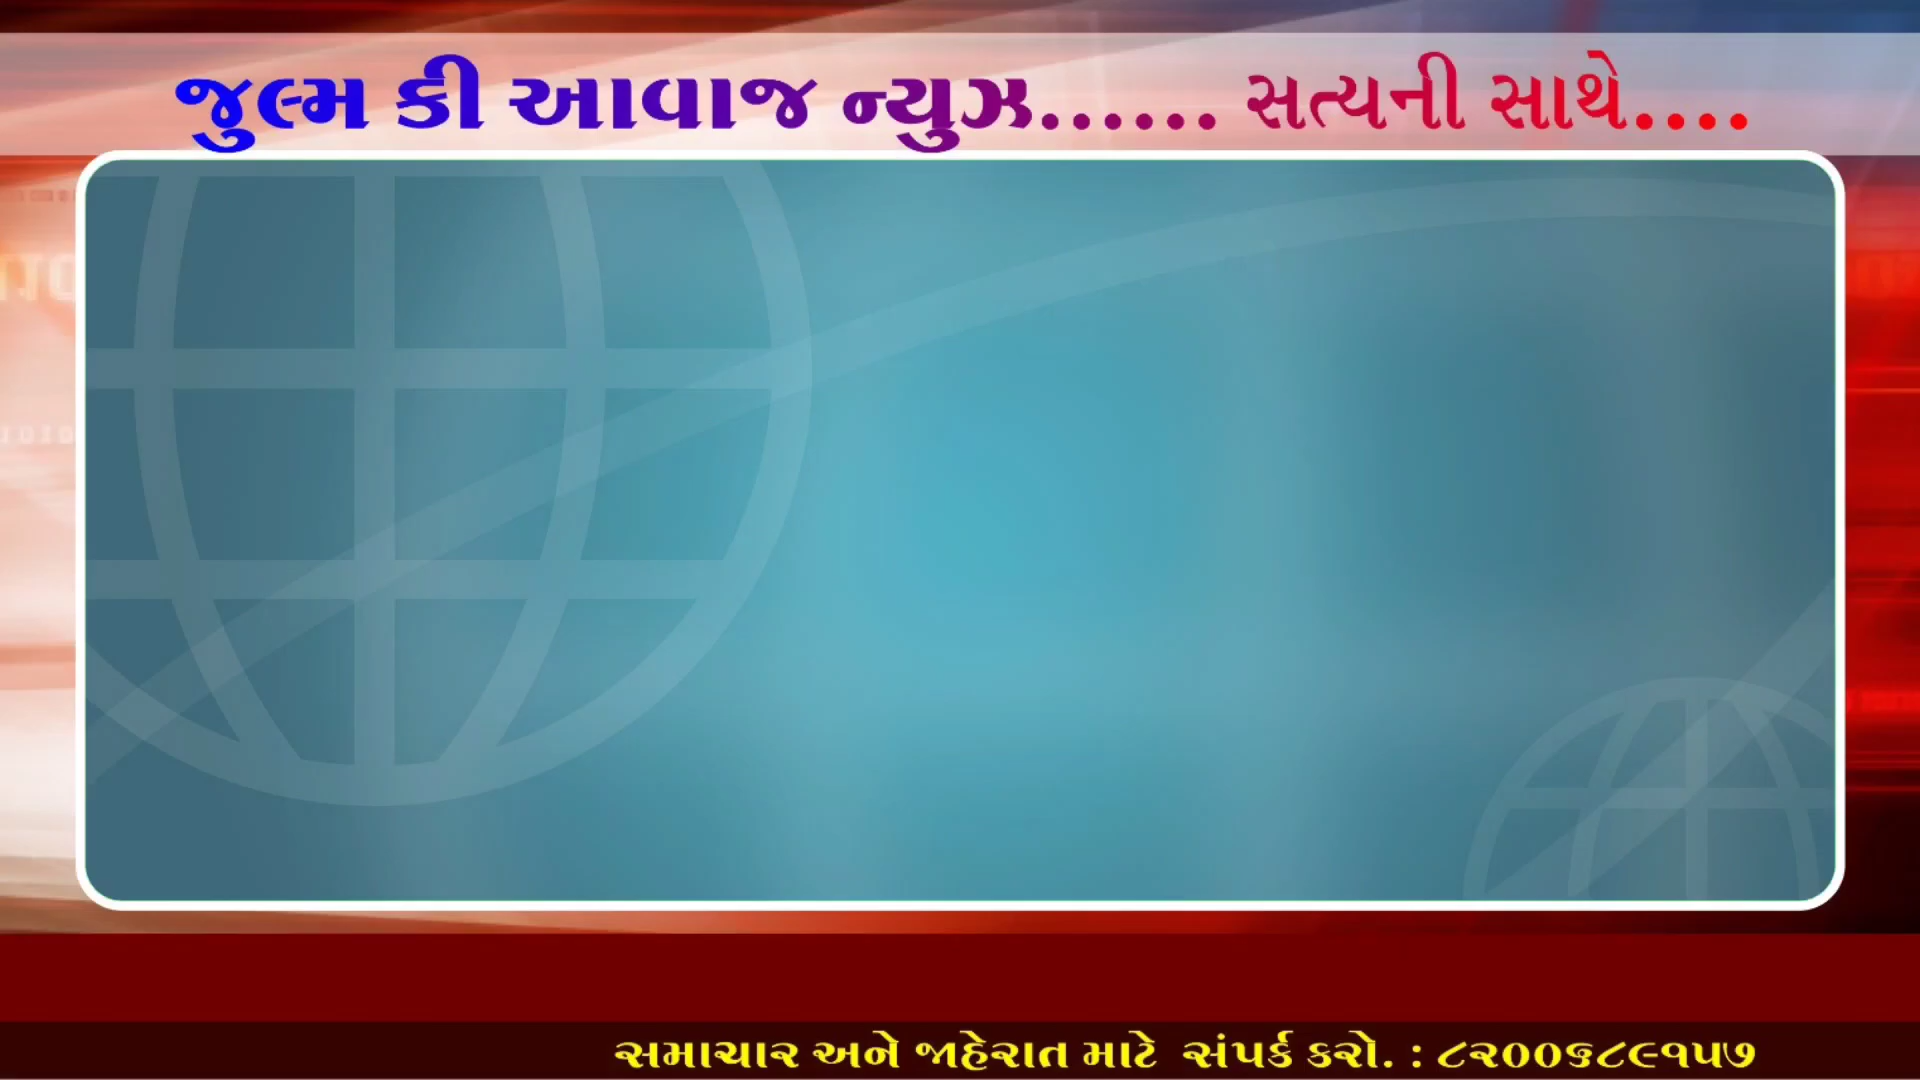 જુલ્મ કી આવાજ ન્યુઝ...... સત્યની સાથે....
સમાચાર અને જાહેરાત માટે સંપર્ક કરો. : ૮૨૦૦૬૮૯૧૫૭